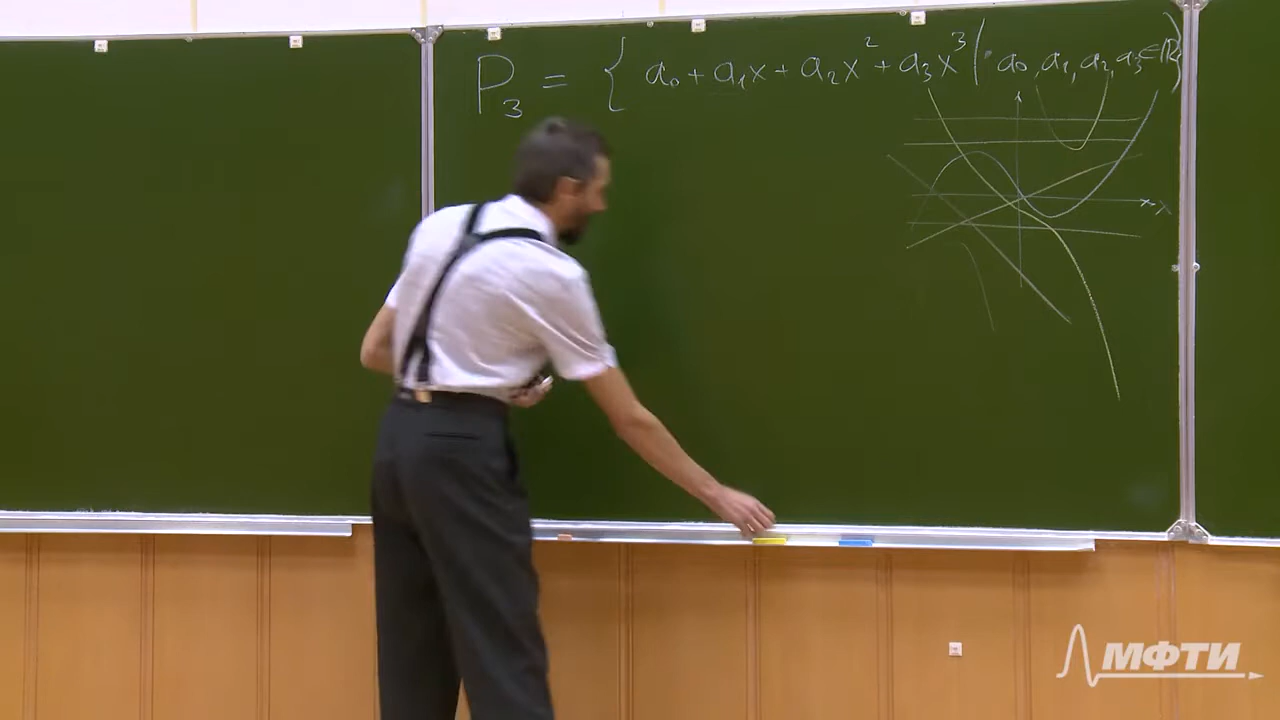 P₃ = { a₀ + a₁x + a₂x² + a₃x³ | a₀, a₁, a₂, a₃ ∈ ℝ }
x
МФТИ